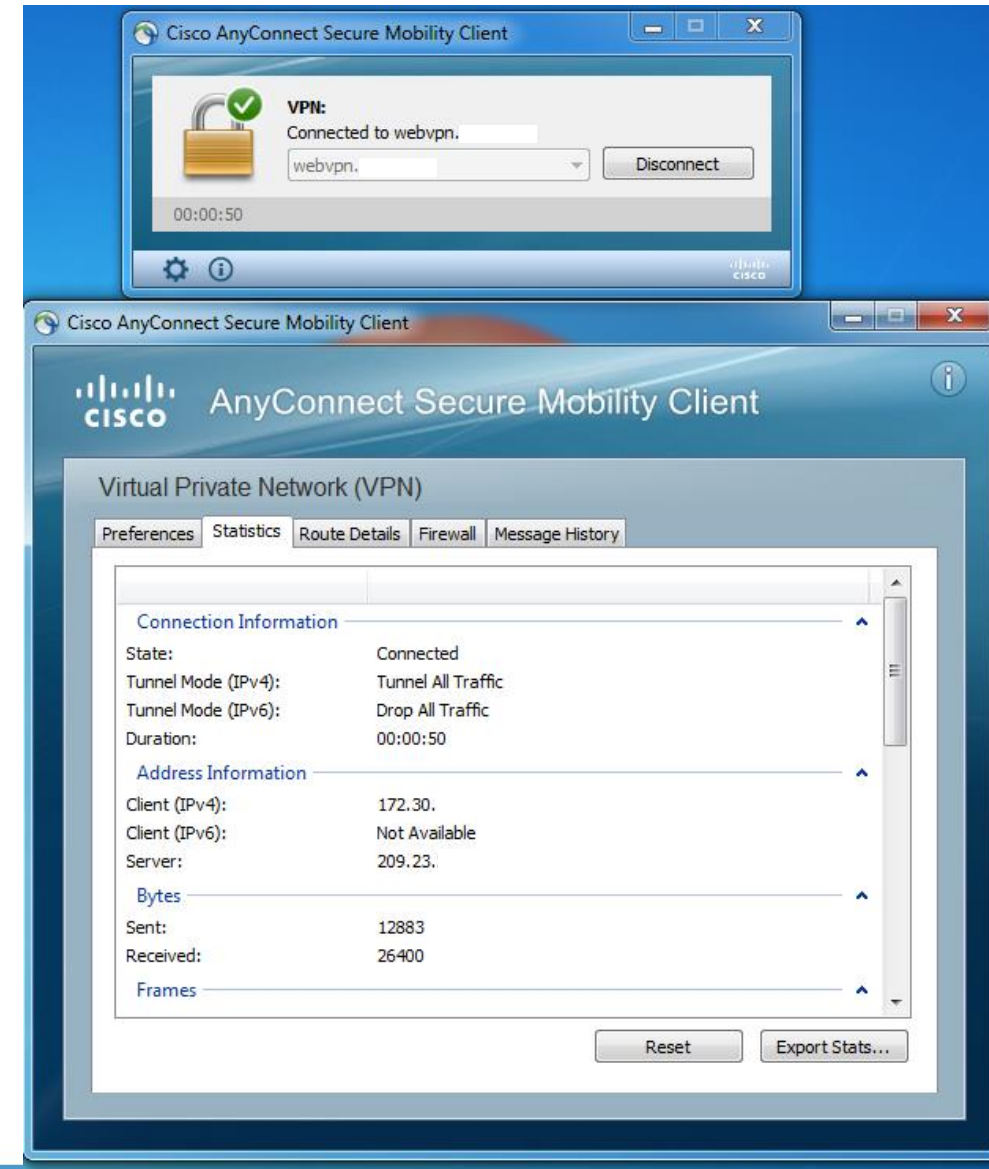 Cisco AnyConnect Secure Mobility Client
VPN:
Connected to webvpn.
webvpn.
Disconnect
00:00:50
cisco
Cisco AnyConnect Secure Mobility Client
cisco AnyConnect Secure Mobility Client
Virtual Private Network (VPN)
Preferences Statistics Route Details Firewall Message History
Connection Information
State: Connected
Tunnel Mode (IPv4): Tunnel All Traffic
Tunnel Mode (IPv6): Drop All Traffic
Duration: 00:00:50
Address Information
Client (IPv4): 172.30.
Client (IPv6): Not Available
Server: 209.23.
Bytes
Sent: 12883
Received: 26400
Frames
Reset Export Stats...